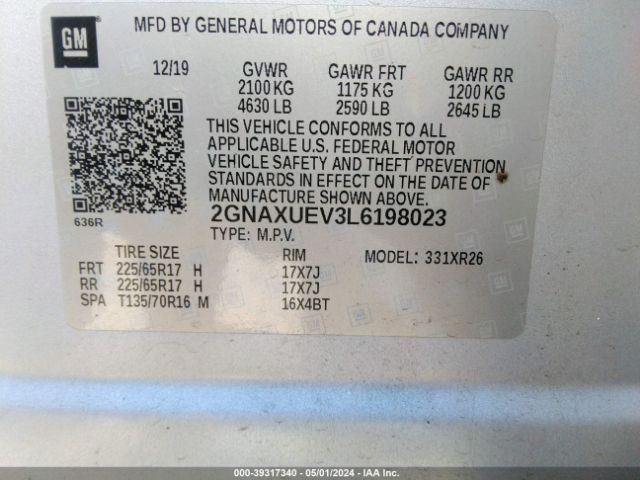 GM
MFD BY GENERAL MOTORS OF CANADA COMPANY
12/19 GVWR GAWR FRT GAWR RR
2100 KG 1175 KG 1200 KG
4630 LB 2590 LB 2645 LB
THIS VEHICLE CONFORMS TO ALL
APPLICABLE U.S. FEDERAL MOTOR
VEHICLE SAFETY AND THEFT PREVENTION
STANDARDS IN EFFECT ON THE DATE OF
MANUFACTURE SHOWN ABOVE.
2GNAXUEV3L6198023
636R
TYPE: M.P.V.
TIRE SIZE RIM MODEL: 331XR26
FRT 225/65R17 H 17X7J
RR 225/65R17 H 17X7J
SPA T135/70R16 M 16X4BT
000-39317340 - 05/01/2024 - IAA Inc.